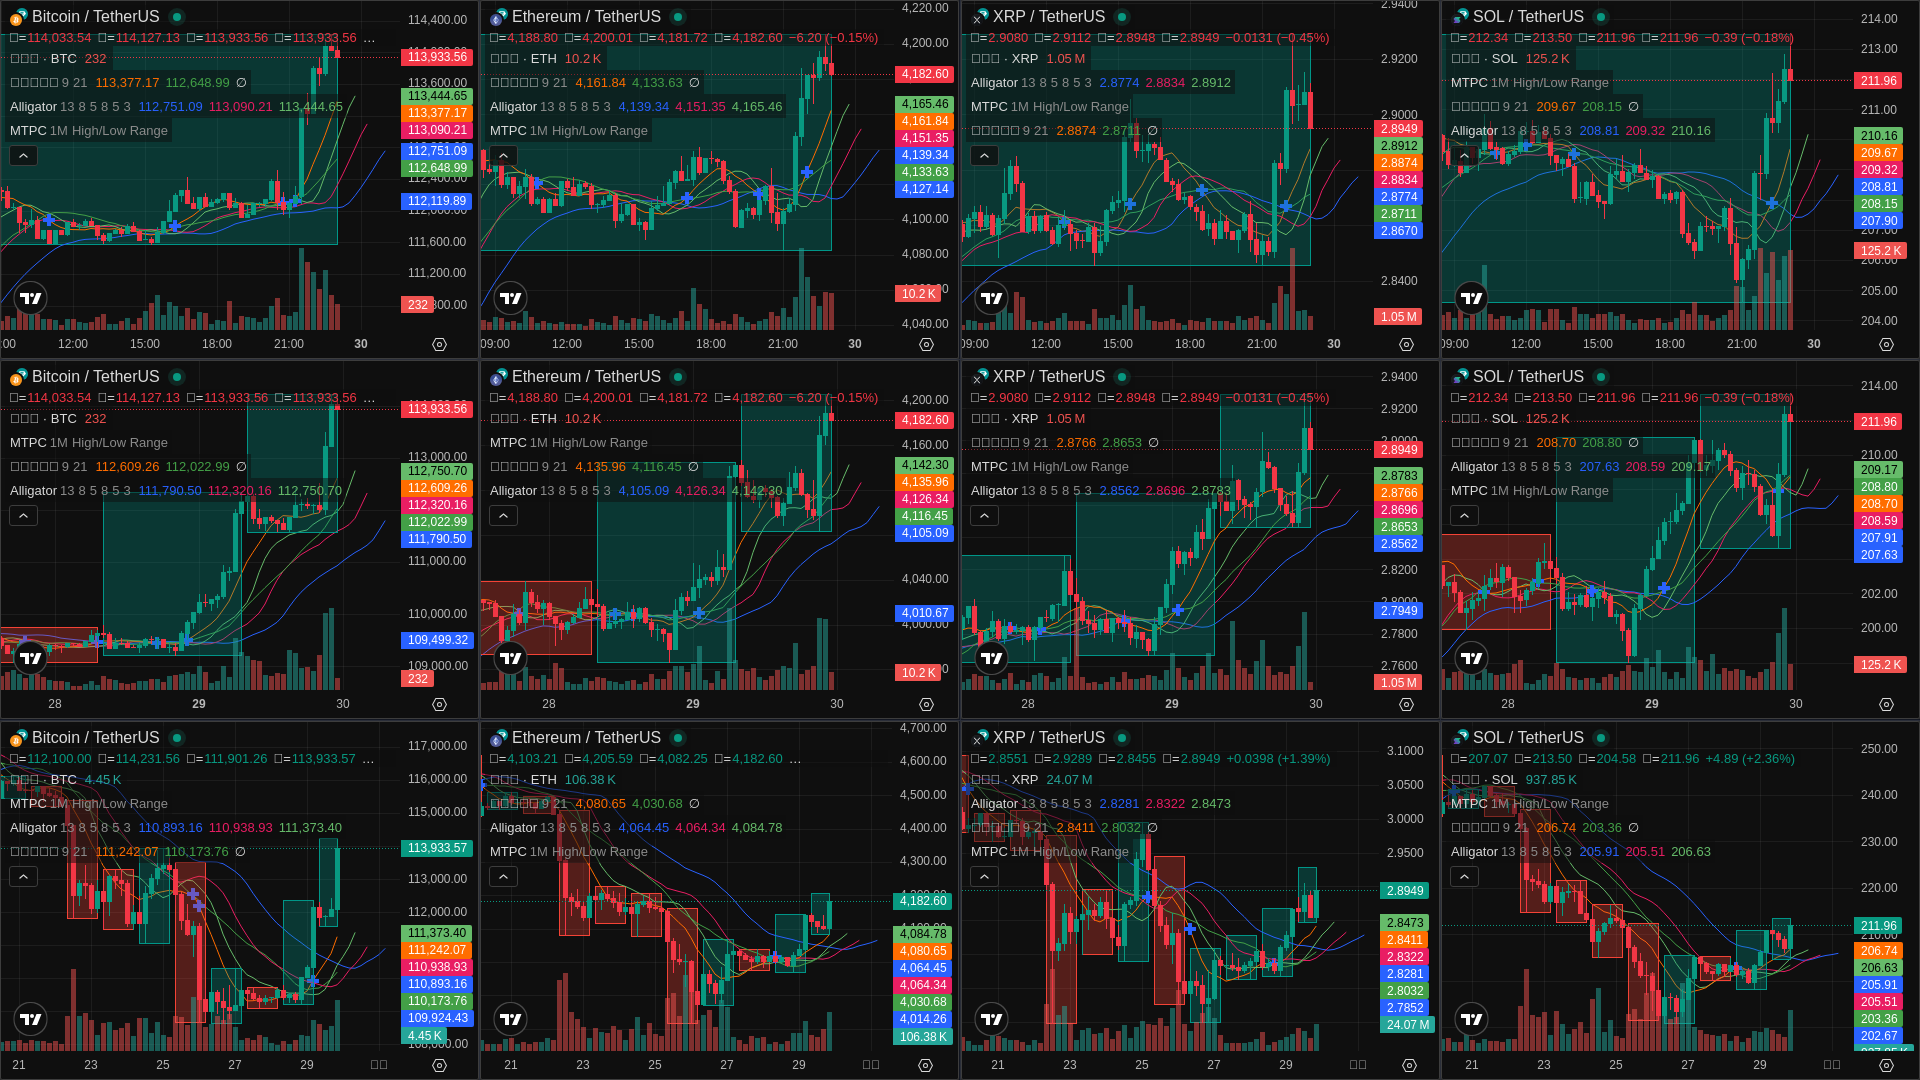 Bitcoin / TetherUS
=114,033.54 =114,127.13 =113,933.56 =113,933.56 …
· BTC 232
9 21 113,377.17 112,648.99 ∅
Alligator 13 8 5 8 5 3 112,751.09 113,090.21 113,444.65
MTPC 1M High/Low Range
114,400.00
113,933.56
113,600.00
113,444.65
113,377.17
113,090.21
112,751.09
112,648.99
112,119.89
111,600.00
111,200.00
232
12:00 15:00 18:00 21:00 30
Ethereum / TetherUS
=4,188.80 =4,200.01 =4,181.72 =4,182.60 −6.20 (−0.15%)
· ETH 10.2 K
9 21 4,161.84 4,133.63 ∅
Alligator 13 8 5 8 5 3 4,139.34 4,151.35 4,165.46
MTPC 1M High/Low Range
4,220.00
4,200.00
4,182.60
4,165.46
4,161.84
4,151.35
4,139.34
4,133.63
4,127.14
4,100.00
4,080.00
10.2 K
4,040.00
09:00 12:00 15:00 18:00 21:00 30
XRP / TetherUS
=2.9080 =2.9112 =2.8948 =2.8949 −0.0131 (−0.45%)
· XRP 1.05 M
Alligator 13 8 5 8 5 3 2.8774 2.8834 2.8912
MTPC 1M High/Low Range
9 21 2.8874 2.8711 ∅
2.9400
2.9200
2.9000
2.8949
2.8912
2.8874
2.8834
2.8774
2.8711
2.8670
2.8400
1.05 M
09:00 12:00 15:00 18:00 21:00 30
SOL / TetherUS
=212.34 =213.50 =211.96 =211.96 −0.39 (−0.18%)
· SOL 125.2 K
MTPC 1M High/Low Range
9 21 209.67 208.15 ∅
Alligator 13 8 5 8 5 3 208.81 209.32 210.16
214.00
213.00
211.96
211.00
210.16
209.67
209.32
208.81
208.15
207.90
207.00
125.2 K
206.00
205.00
204.00
09:00 12:00 15:00 18:00 21:00 30
Bitcoin / TetherUS
=114,033.54 =114,127.13 =113,933.56 =113,933.56 …
· BTC 232
MTPC 1M High/Low Range
9 21 112,609.26 112,022.99 ∅
Alligator 13 8 5 8 5 3 111,790.50 112,320.16 112,750.70
113,933.56
113,000.00
112,750.70
112,609.26
112,320.16
112,022.99
111,790.50
111,000.00
110,000.00
109,499.32
109,000.00
232
28 29 30
Ethereum / TetherUS
=4,188.80 =4,200.01 =4,181.72 =4,182.60 −6.20 (−0.15%)
· ETH 10.2 K
MTPC 1M High/Low Range
9 21 4,135.96 4,116.45 ∅
Alligator 13 8 5 8 5 3 4,105.09 4,126.34 4,142.30
4,200.00
4,182.60
4,160.00
4,142.30
4,135.96
4,126.34
4,116.45
4,105.09
4,040.00
4,010.67
4,000.00
10.2 K
28 29 30
XRP / TetherUS
=2.9080 =2.9112 =2.8948 =2.8949 −0.0131 (−0.45%)
· XRP 1.05 M
9 21 2.8766 2.8653 ∅
MTPC 1M High/Low Range
Alligator 13 8 5 8 5 3 2.8562 2.8696 2.8783
2.9400
2.9200
2.9000
2.8949
2.8783
2.8766
2.8696
2.8653
2.8562
2.8200
2.7949
2.7800
2.7600
1.05 M
28 29 30
SOL / TetherUS
=212.34 =213.50 =211.96 =211.96 −0.39 (−0.18%)
· SOL 125.2 K
9 21 208.70 208.80 ∅
Alligator 13 8 5 8 5 3 207.63 208.59 209.17
MTPC 1M High/Low Range
214.00
211.96
210.00
209.17
208.80
208.70
208.59
207.91
207.63
202.00
200.00
125.2 K
28 29 30
Bitcoin / TetherUS
=112,100.00 =114,231.56 =111,901.26 =113,933.57 …
· BTC 4.45 K
MTPC 1M High/Low Range
Alligator 13 8 5 8 5 3 110,893.16 110,938.93 111,373.40
9 21 111,242.07 110,173.76 ∅
117,000.00
116,000.00
115,000.00
113,933.57
113,000.00
112,000.00
111,373.40
111,242.07
110,938.93
110,893.16
110,173.76
109,924.43
4.45 K
108,000.00
21 23 25 27 29
Ethereum / TetherUS
=4,103.21 =4,205.59 =4,082.25 =4,182.60 …
· ETH 106.38 K
9 21 4,080.65 4,030.68 ∅
Alligator 13 8 5 8 5 3 4,064.45 4,064.34 4,084.78
MTPC 1M High/Low Range
4,700.00
4,600.00
4,500.00
4,400.00
4,300.00
4,182.60
4,084.78
4,080.65
4,064.45
4,064.34
4,030.68
4,014.26
106.38 K
21 23 25 27 29
XRP / TetherUS
=2.8551 =2.9289 =2.8455 =2.8949 +0.0398 (+1.39%)
· XRP 24.07 M
Alligator 13 8 5 8 5 3 2.8281 2.8322 2.8473
9 21 2.8411 2.8032 ∅
MTPC 1M High/Low Range
3.1000
3.0500
3.0000
2.9500
2.8949
2.8473
2.8411
2.8322
2.8281
2.8032
2.7852
24.07 M
21 23 25 27 29
SOL / TetherUS
=207.07 =213.50 =204.58 =211.96 +4.89 (+2.36%)
· SOL 937.85 K
MTPC 1M High/Low Range
9 21 206.74 203.36 ∅
Alligator 13 8 5 8 5 3 205.91 205.51 206.63
250.00
240.00
230.00
220.00
211.96
210.00
206.74
206.63
205.91
205.51
203.36
202.67
21 23 25 27 29